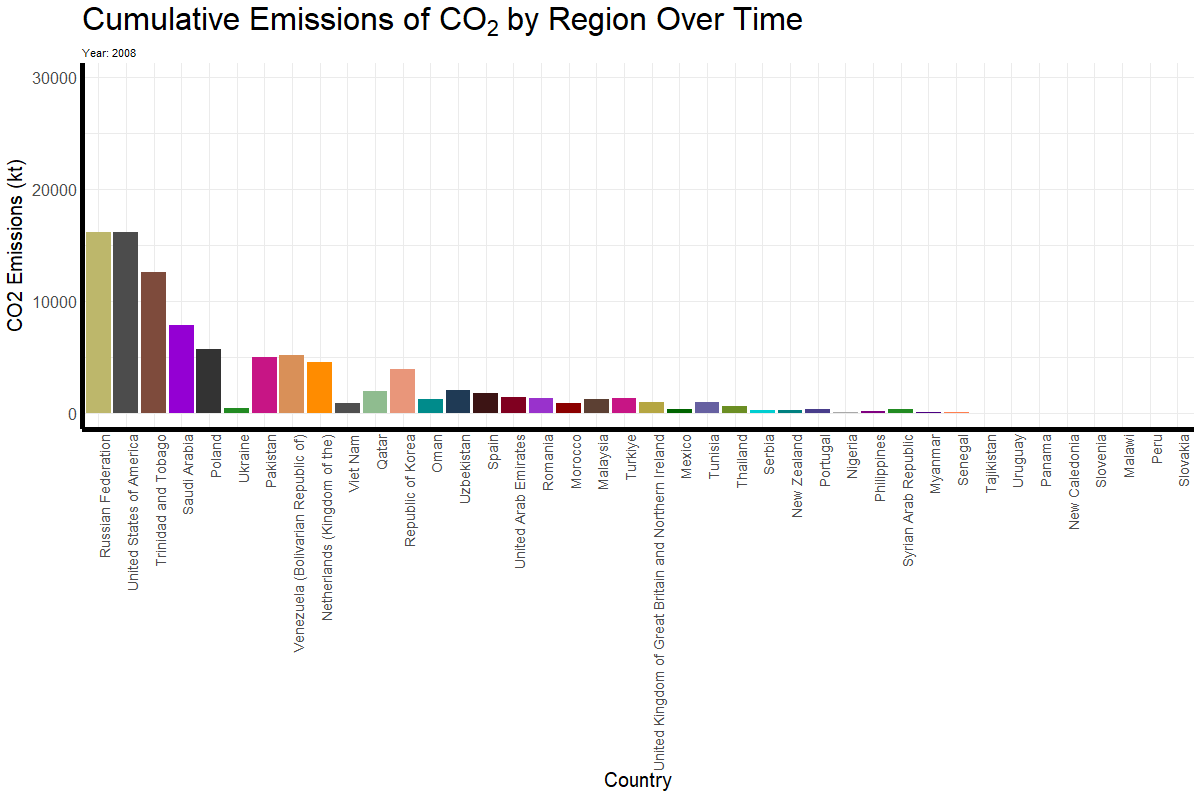 Cumulative Emissions of CO₂ by Region Over Time
Year: 2008
CO2 Emissions (kt)
30000
20000
10000
0
Russian Federation
United States of America
Trinidad and Tobago
Saudi Arabia
Poland
Ukraine
Pakistan
Venezuela (Bolivarian Republic of)
Netherlands (Kingdom of the)
Viet Nam
Qatar
Republic of Korea
Oman
Uzbekistan
Spain
United Arab Emirates
Romania
Morocco
Malaysia
Turkiye
United Kingdom of Great Britain and Northern Ireland
Mexico
Tunisia
Thailand
Serbia
New Zealand
Portugal
Nigeria
Philippines
Syrian Arab Republic
Myanmar
Senegal
Tajikistan
Uruguay
Panama
New Caledonia
Slovenia
Malawi
Peru
Slovakia
Country